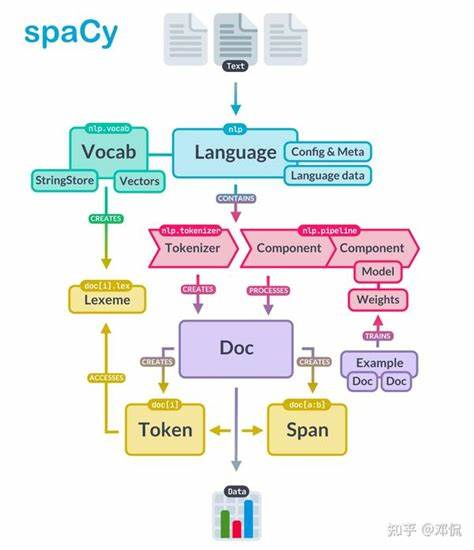 spaCy
Text
nlp.vocab
nlp
Vocab
Language
Config & Meta
StringStore
Vectors
Language data
CREATES
CONTAINS
nlp.tokenizer
nlp.pipeline
Tokenizer
Component
Component
Model
doc[i].lex
Lexeme
CREATES
PROCESSES
Weights
TRAINS
Doc
Example
Doc
Doc
CREATES
CREATES
ACCESSES
doc[i]
doc[a:b]
Token
Span
Data
知乎 @邓侃